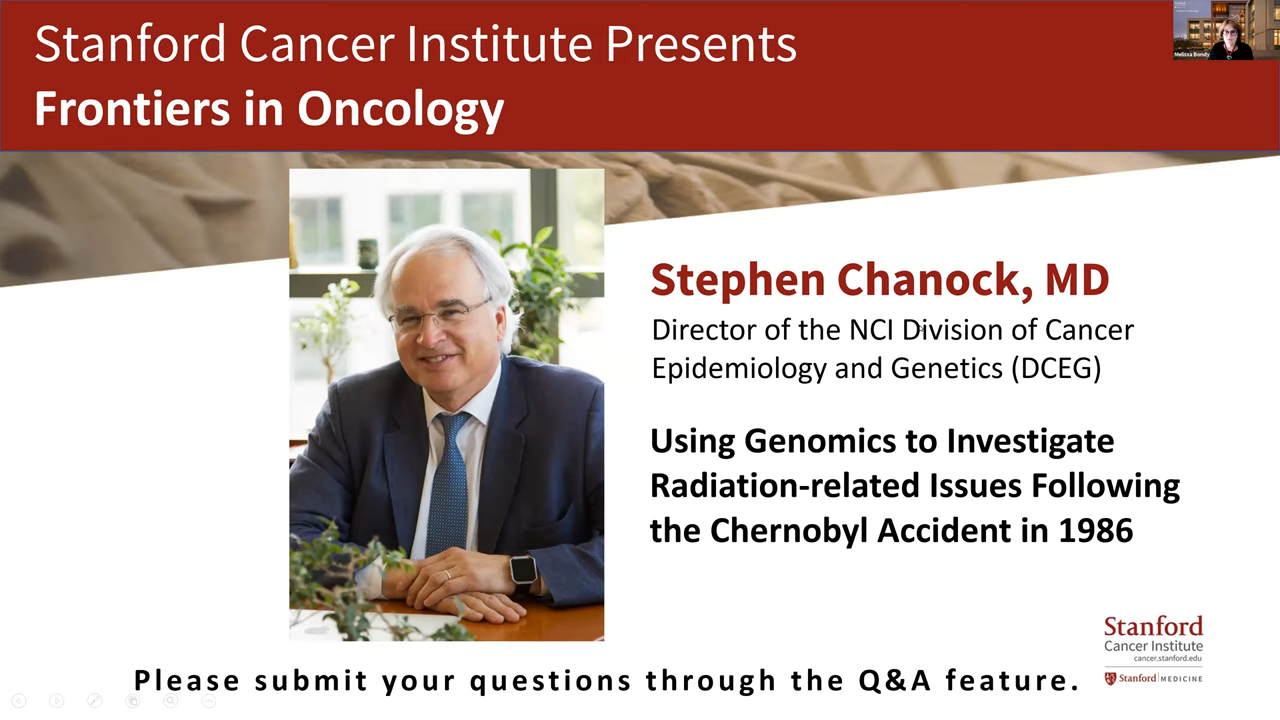 Stanford Cancer Institute Presents
Frontiers in Oncology
Melissa Bondy
Stephen Chanock, MD
Director of the NCI Division of Cancer
Epidemiology and Genetics (DCEG)
Using Genomics to Investigate
Radiation-related Issues Following
the Chernobyl Accident in 1986
Stanford
Cancer Institute
cancer.stanford.edu
Stanford MEDICINE
Please submit your questions through the Q&A feature.